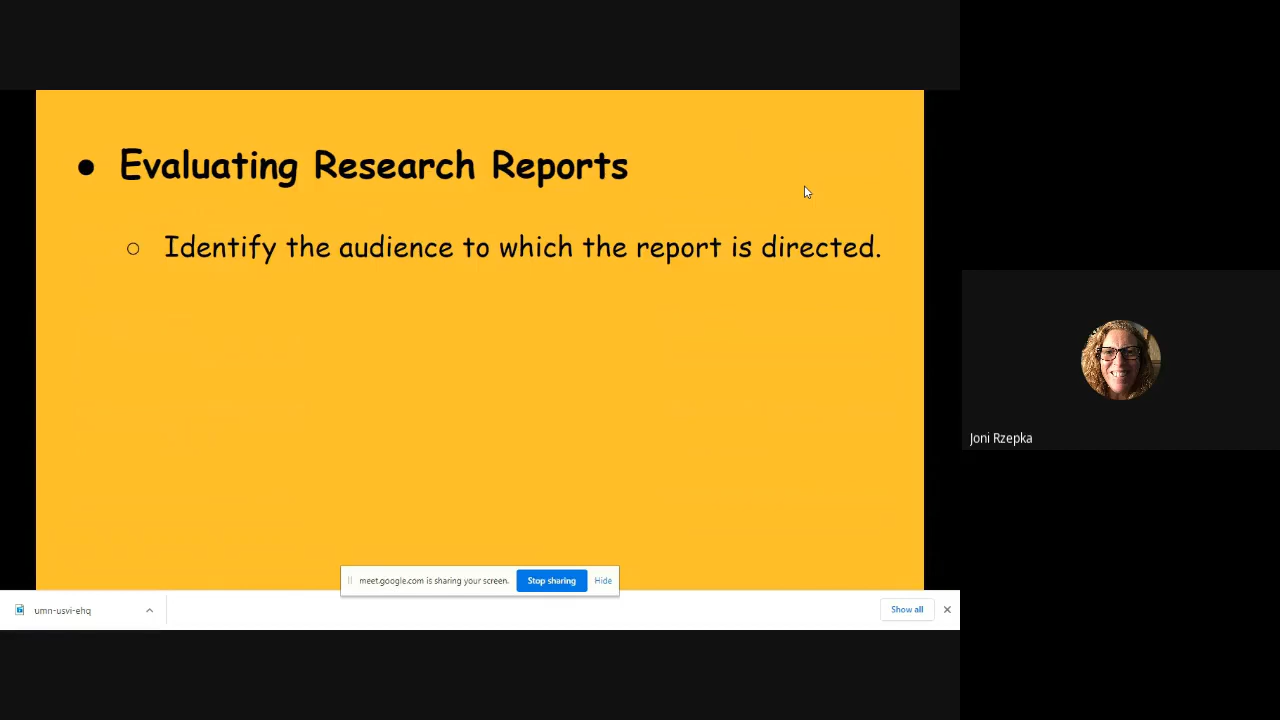 ● Evaluating Research Reports
○ Identify the audience to which the report is directed.
Joni Rzepka
meet.google.com is sharing your screen. Stop sharing Hide
umn-usvi-ehq Show all